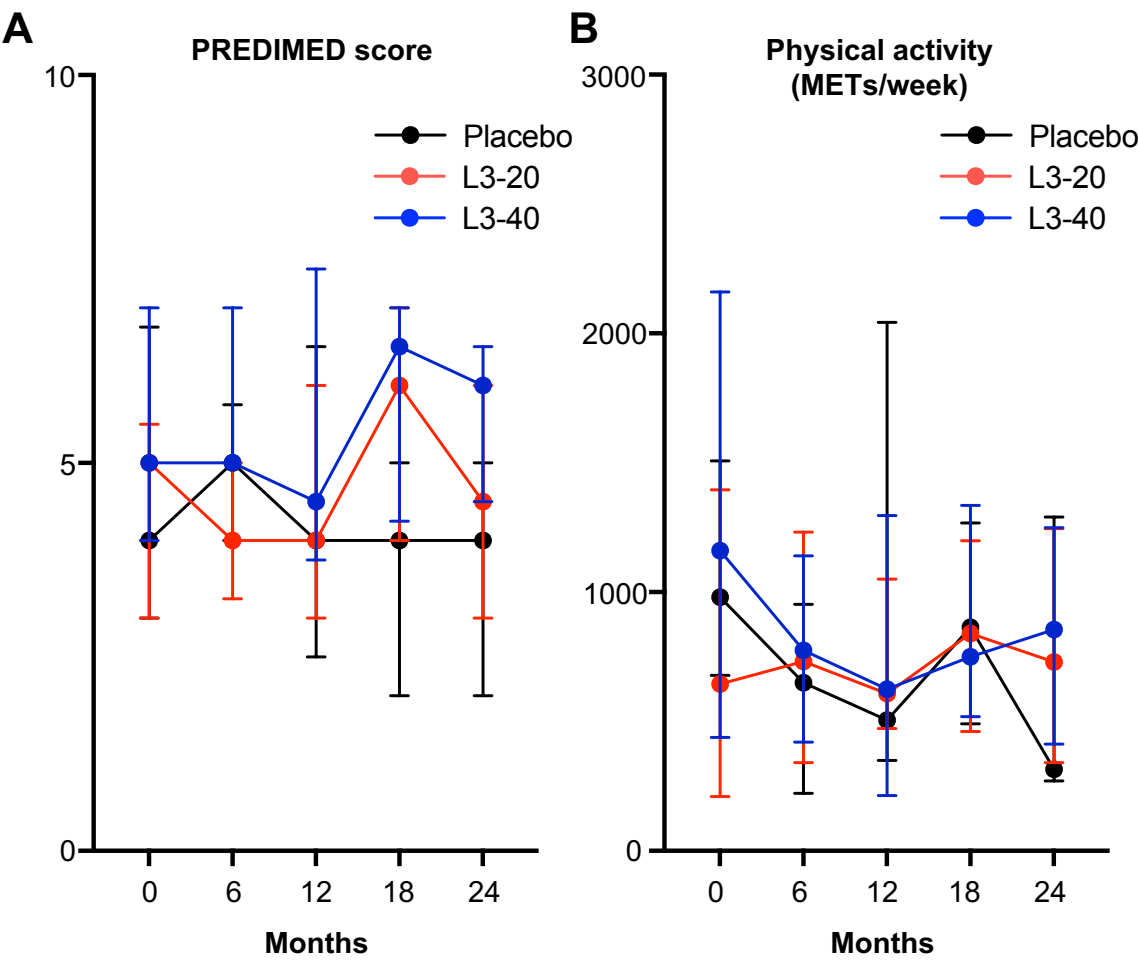 A
PREDIMED score
10
5
0
Placebo
L3-20
L3-40
0 6 12 18 24
Months
B
Physical activity
(METs/week)
3000
2000
1000
0
Placebo
L3-20
L3-40
0 6 12 18 24
Months